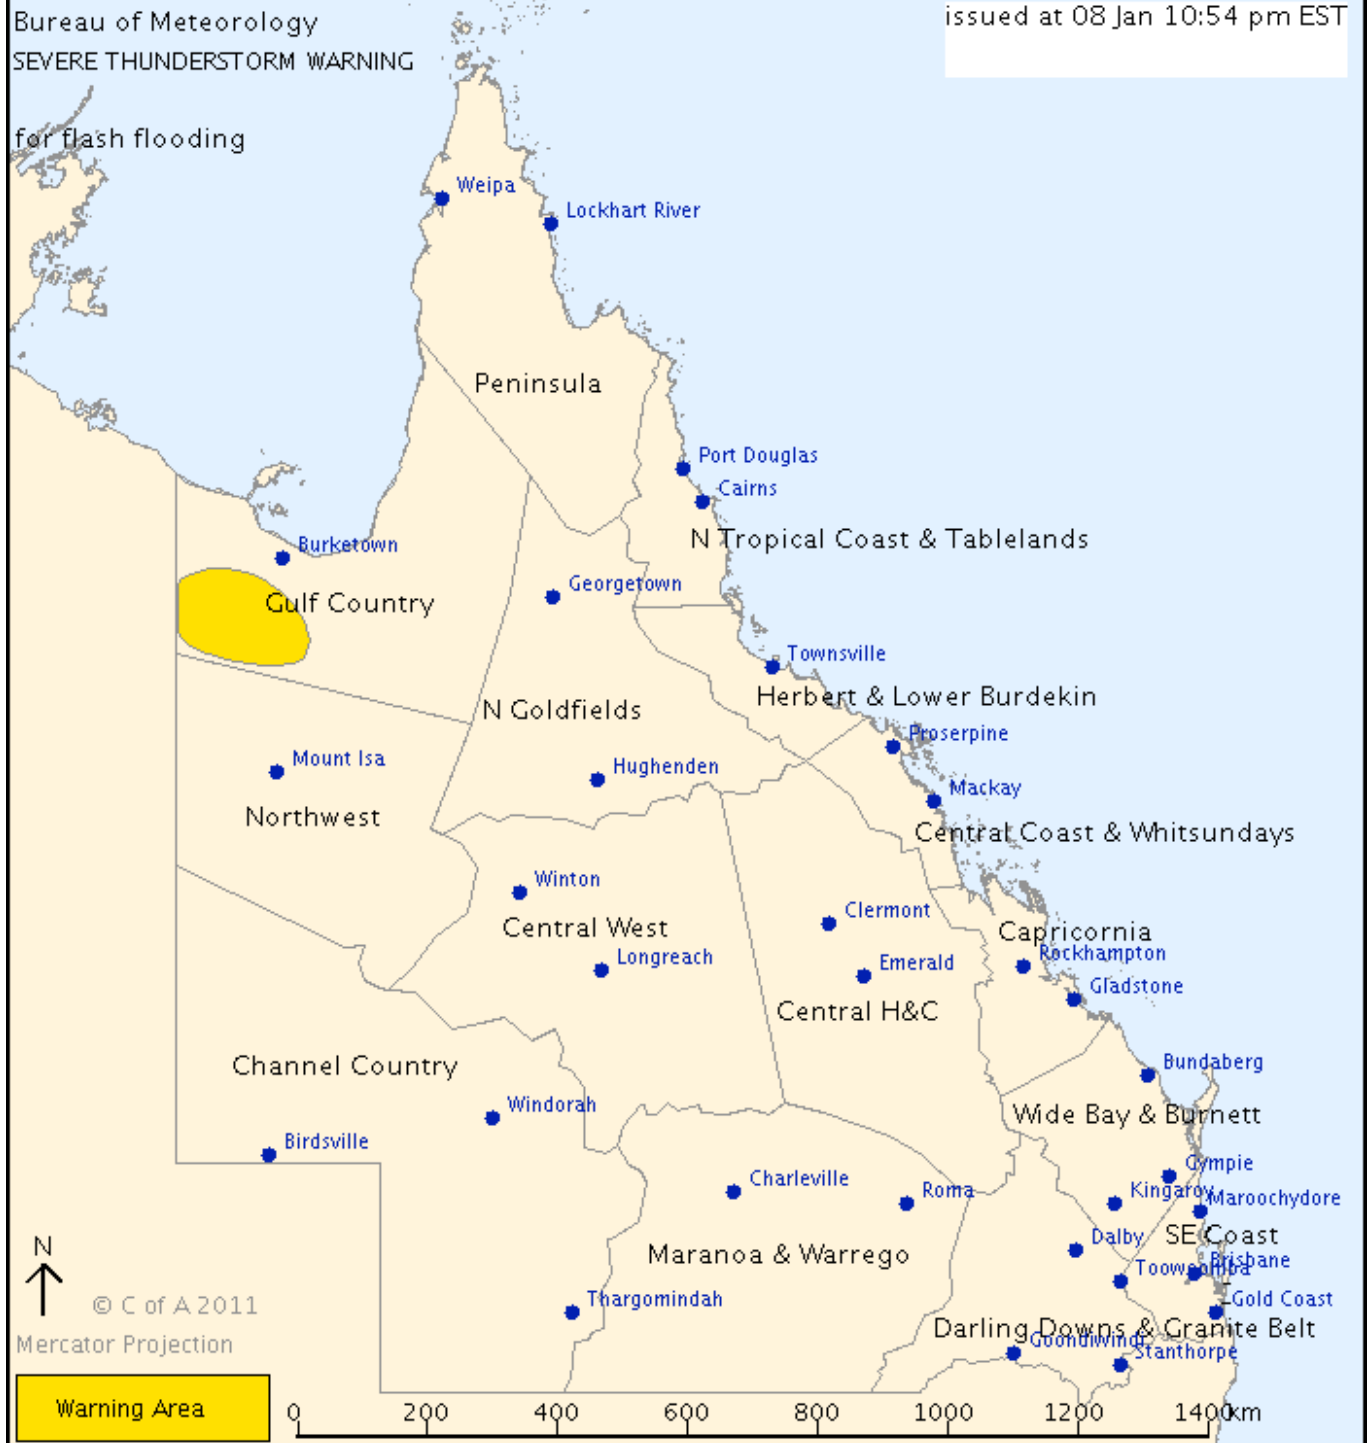 Bureau of Meteorology
issued at 08 Jan 10:54 pm EST
SEVERE THUNDERSTORM WARNING
for flash flooding
Weipa
Lockhart River
Peninsula
Port Douglas
Cairns
N Tropical Coast & Tablelands
Burketown
Georgetown
Gulf Country
Townsville
Herbert & Lower Burdekin
N Goldfields
Proserpine
Mount Isa
Hughenden
Mackay
Northwest
Central Coast & Whitsundays
Winton
Clermont
Central West
Capricornia
Rockhampton
Longreach
Emerald
Gladstone
Central H&C
Channel Country
Bundaberg
Windorah
Wide Bay & Burnett
Birdsville
Gympie
Charleville
Roma
Kingaroy
Maroochydore
Dalby
SE Coast
N
Maranoa & Warrego
Brisbane
Toowoomba
Thargomindah
Gold Coast
© C of A 2011
Darling Downs & Granite Belt
Mercator Projection
Goondiwindi
Stanthorpe
Warning Area
0 200 400 600 800 1000 1200 1400km